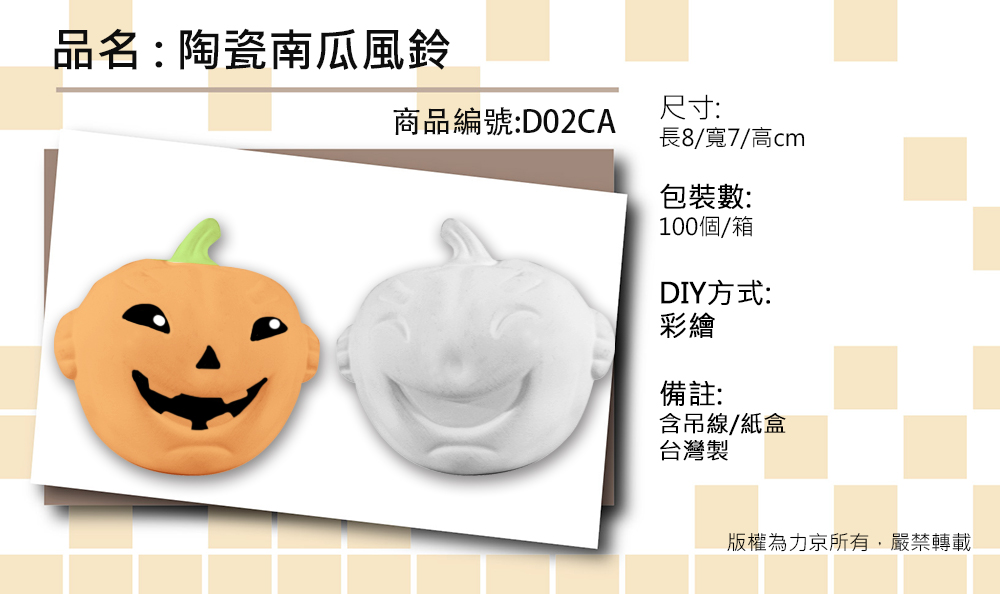 品名 : 陶瓷南瓜風鈴
商品編號:D02CA
尺寸:
長8/寬7/高cm
包裝數:
100個/箱
DIY方式:
彩繪
備註:
含吊線/紙盒
台灣製
版權為力京所有，嚴禁轉載